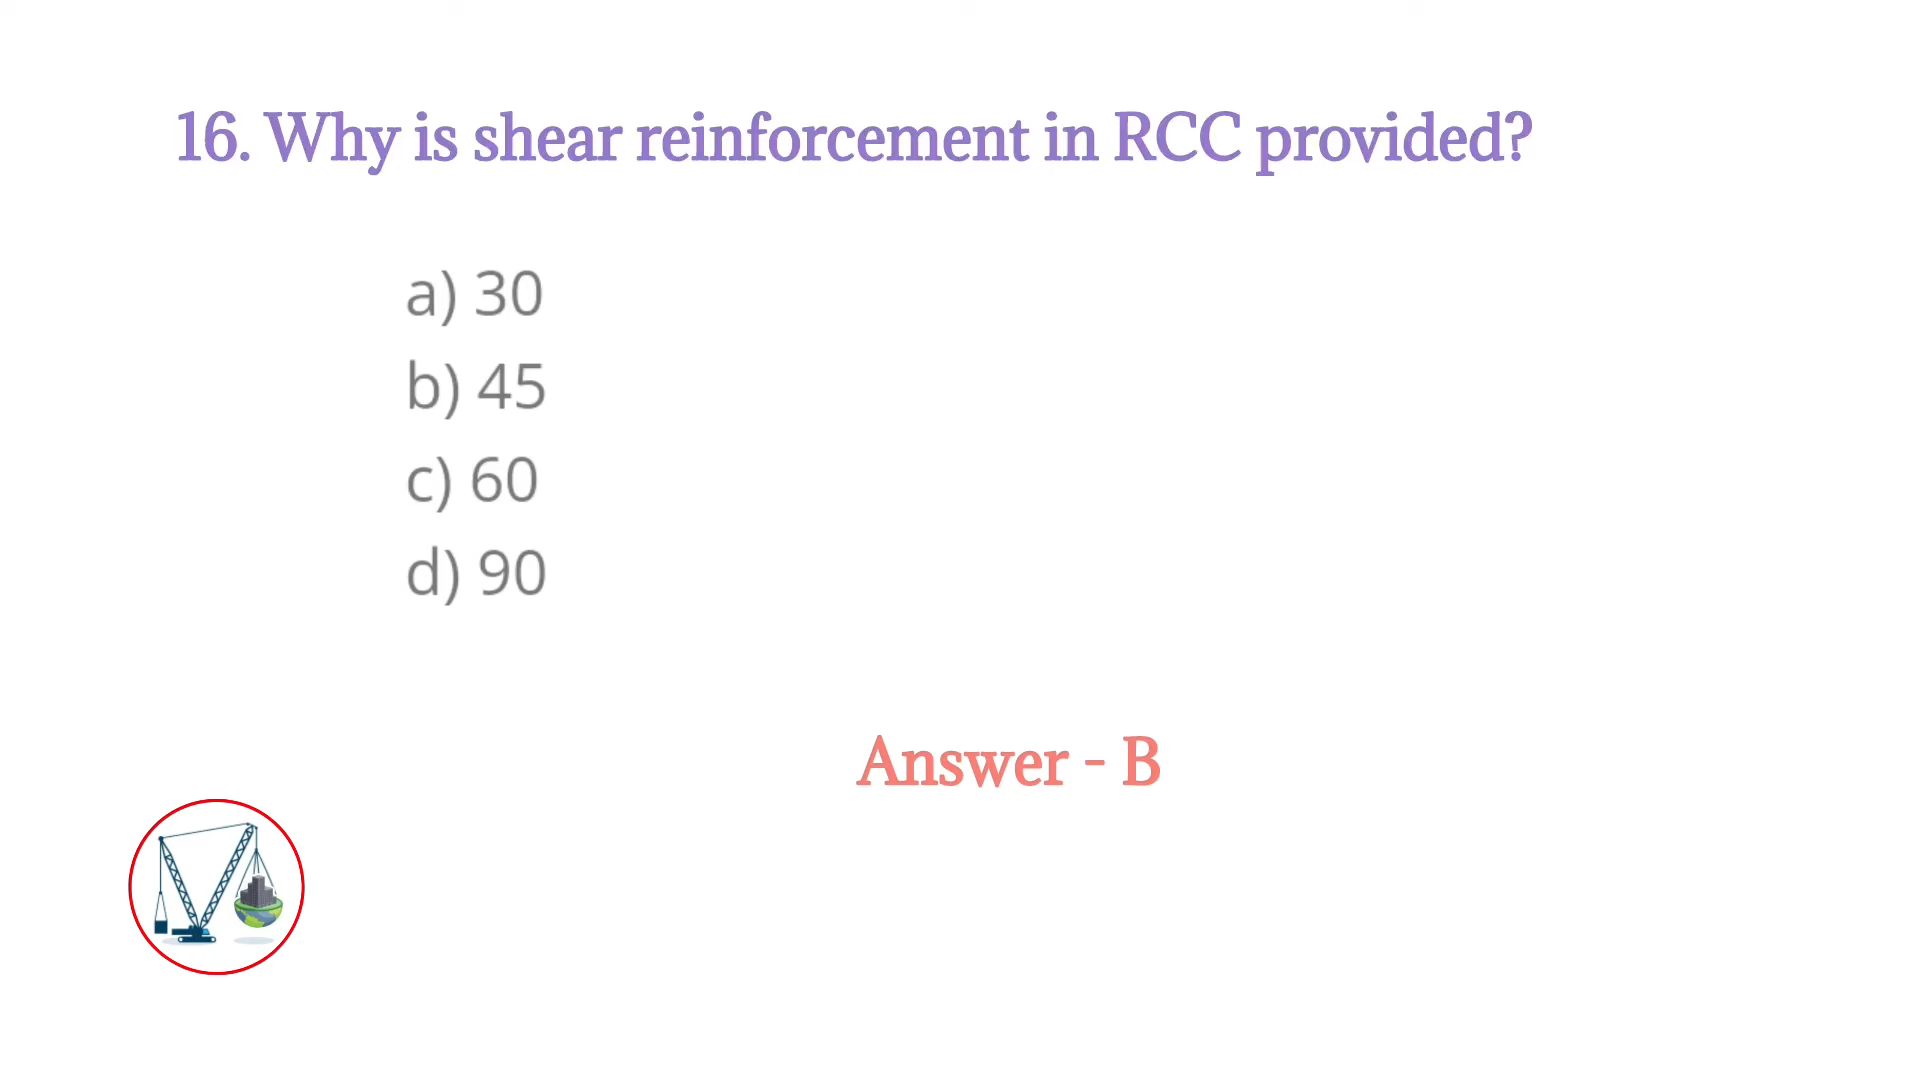 16. Why is shear reinforcement in RCC provided?
a) 30
b) 45
c) 60
d) 90
Answer - B